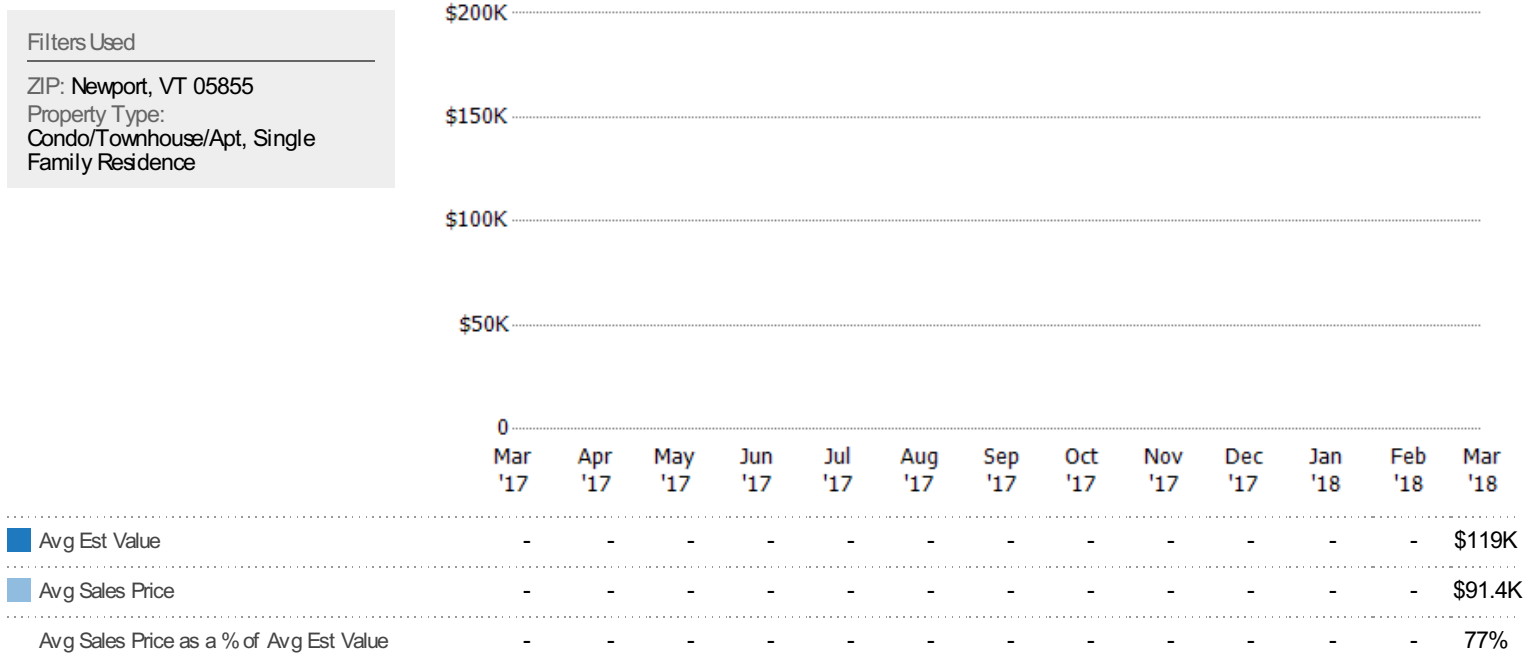 Filters Used
ZIP: Newport, VT 05855
Property Type:
Condo/Townhouse/Apt, Single
Family Residence
$200K
$150K
$100K
$50K
0
Mar Apr May Jun Jul Aug Sep Oct Nov Dec Jan Feb Mar
'17 '17 '17 '17 '17 '17 '17 '17 '17 '17 '18 '18 '18
Avg Est Value - - - - - - - - - - - - $119K
Avg Sales Price - - - - - - - - - - - - $91.4K
Avg Sales Price as a % of Avg Est Value - - - - - - - - - - - - 77%